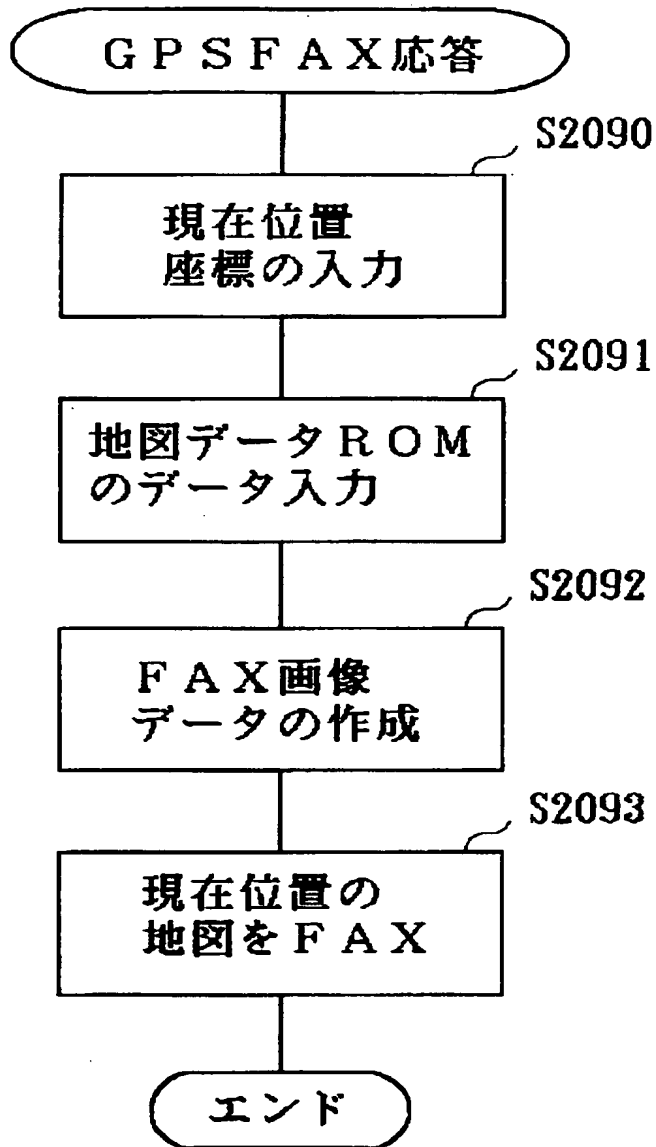 ＧＰＳＦＡＸ応答
S2090
現在位置
座標の入力
S2091
地図データＲＯＭ
のデータ入力
S2092
ＦＡＸ画像
データの作成
S2093
現在位置の
地図をＦＡＸ
エンド